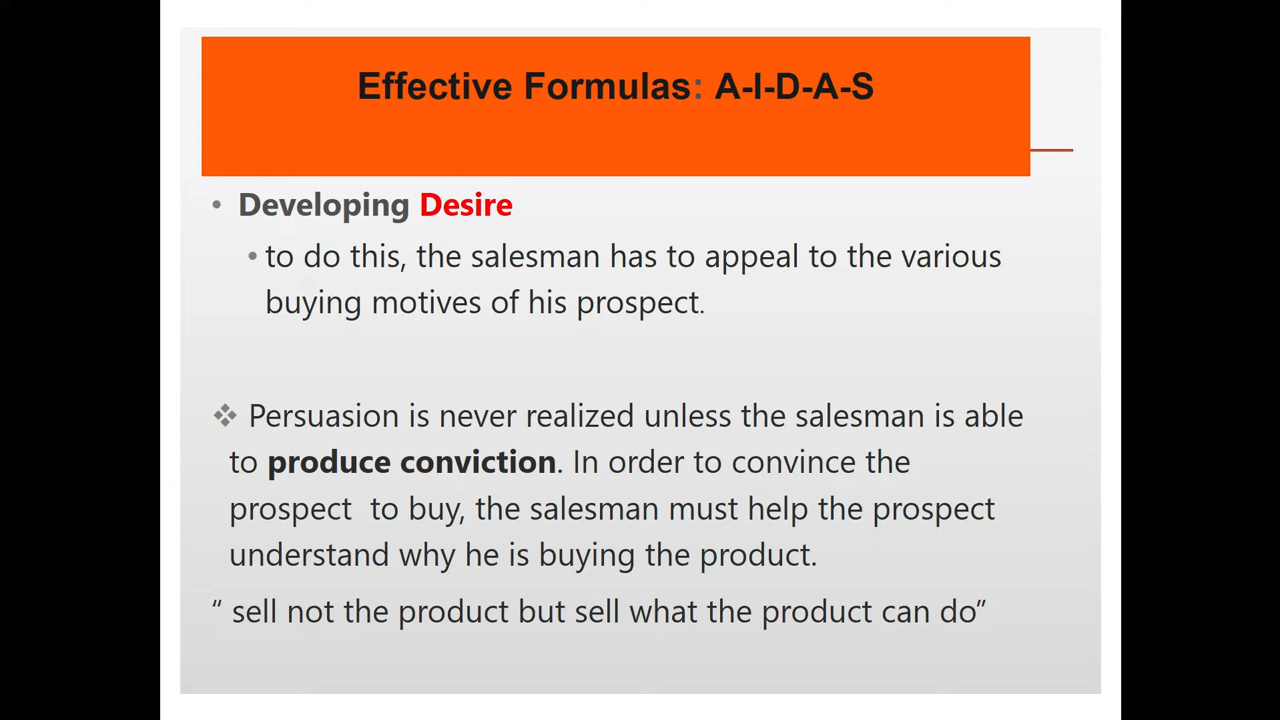 Effective Formulas: A-I-D-A-S
• Developing Desire
• to do this, the salesman has to appeal to the various
buying motives of his prospect.
❖ Persuasion is never realized unless the salesman is able
to produce conviction. In order to convince the
prospect  to buy, the salesman must help the prospect
understand why he is buying the product.
“ sell not the product but sell what the product can do”